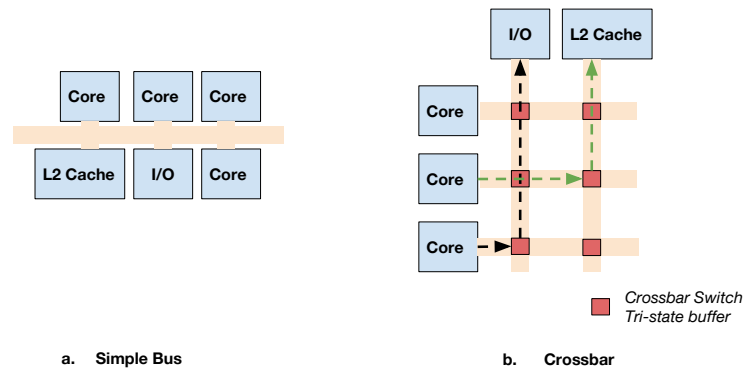 Core Core Core
L2 Cache I/O Core
a. Simple Bus
I/O L2 Cache
Core
Core
Core
Crossbar Switch
Tri-state buffer
b. Crossbar